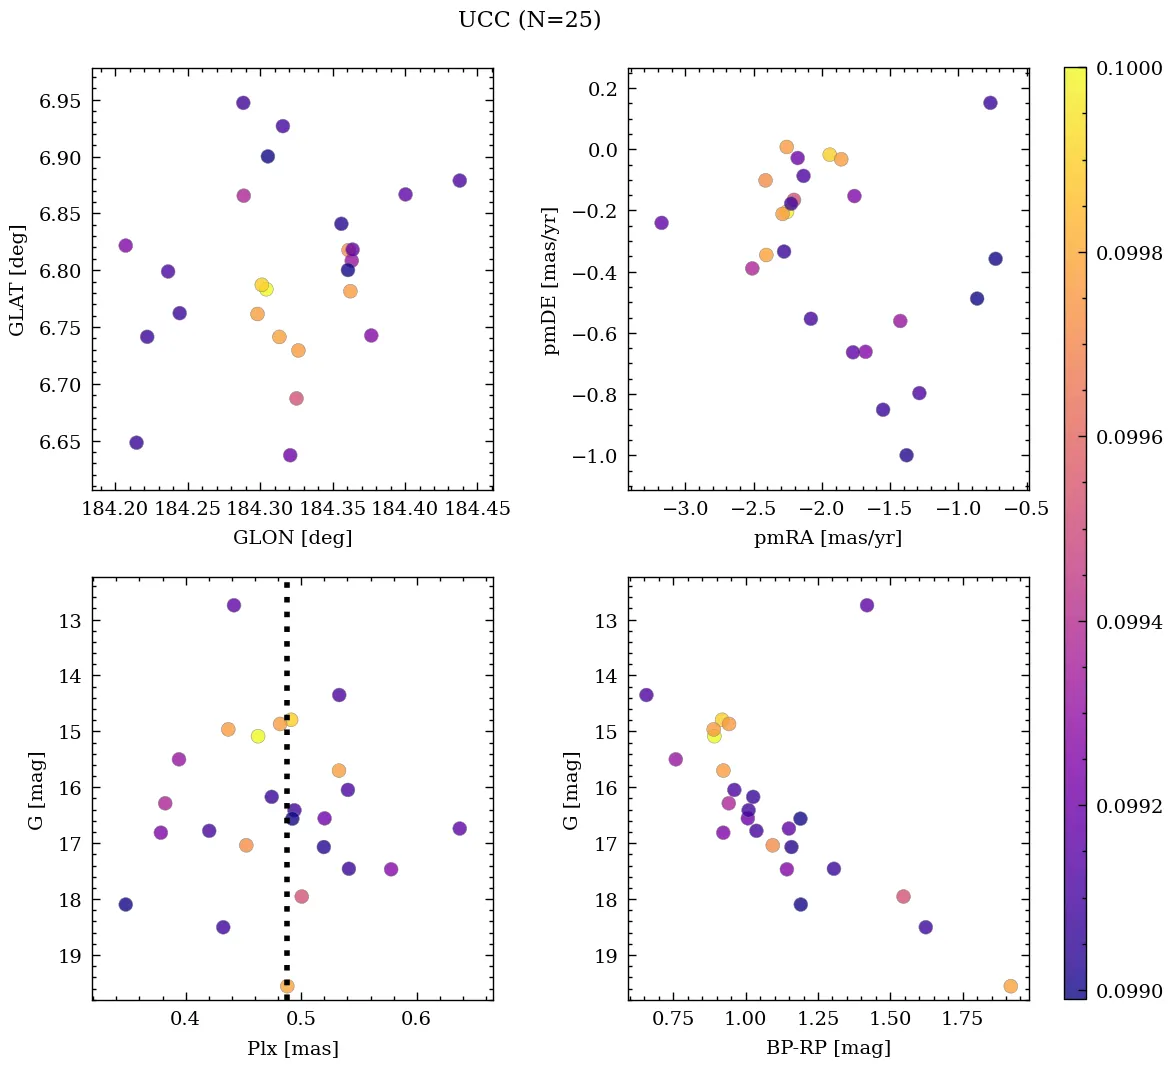 UCC (N=25)
6.95
6.90
6.85
6.80
6.75
6.70
6.65
GLAT [deg]
184.20 184.25 184.30 184.35 184.40 184.45
GLON [deg]
0.2
0.0
−0.2
−0.4
−0.6
−0.8
−1.0
pmDE [mas/yr]
−3.0 −2.5 −2.0 −1.5 −1.0 −0.5
pmRA [mas/yr]
13
14
15
16
17
18
19
G [mag]
0.4 0.5 0.6
Plx [mas]
13
14
15
16
17
18
19
G [mag]
0.75 1.00 1.25 1.50 1.75
BP-RP [mag]
0.1000
0.0998
0.0996
0.0994
0.0992
0.0990